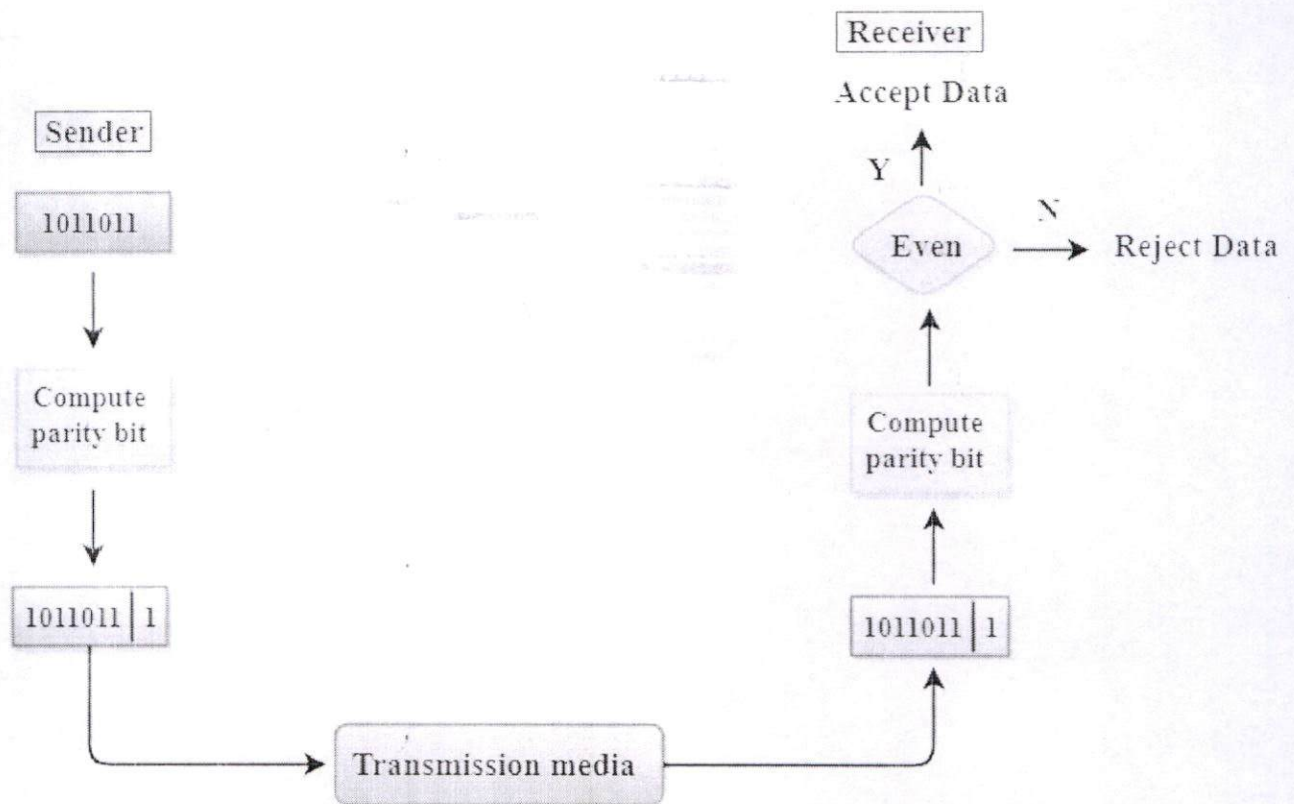 Sender
1011011
Compute
parity bit
1011011 | 1
Transmission media
1011011 | 1
Compute
parity bit
Even
Y
N
Accept Data
Reject Data
Receiver